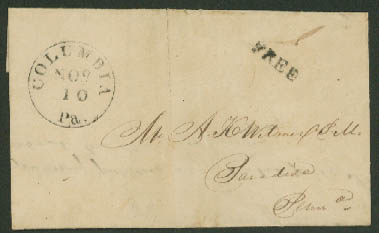 COLUMBIA
NOV
10
Pa.
FREE
Mr. A. K. Witmer P. M.
Paradise
Penna